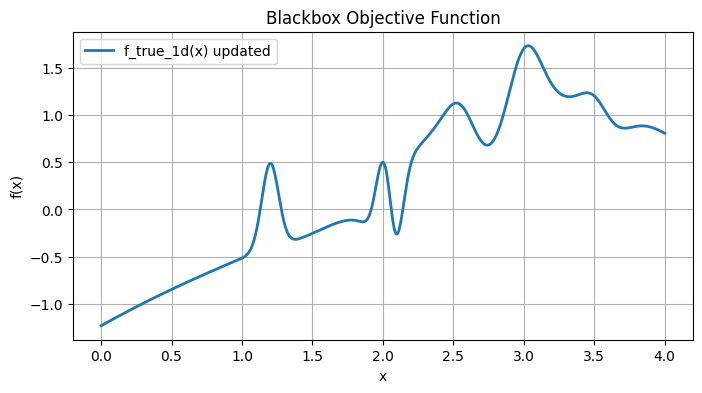 Blackbox Objective Function
f_true_1d(x) updated
f(x)
1.5
1.0
0.5
0.0
−0.5
−1.0
0.0 0.5 1.0 1.5 2.0 2.5 3.0 3.5 4.0
x